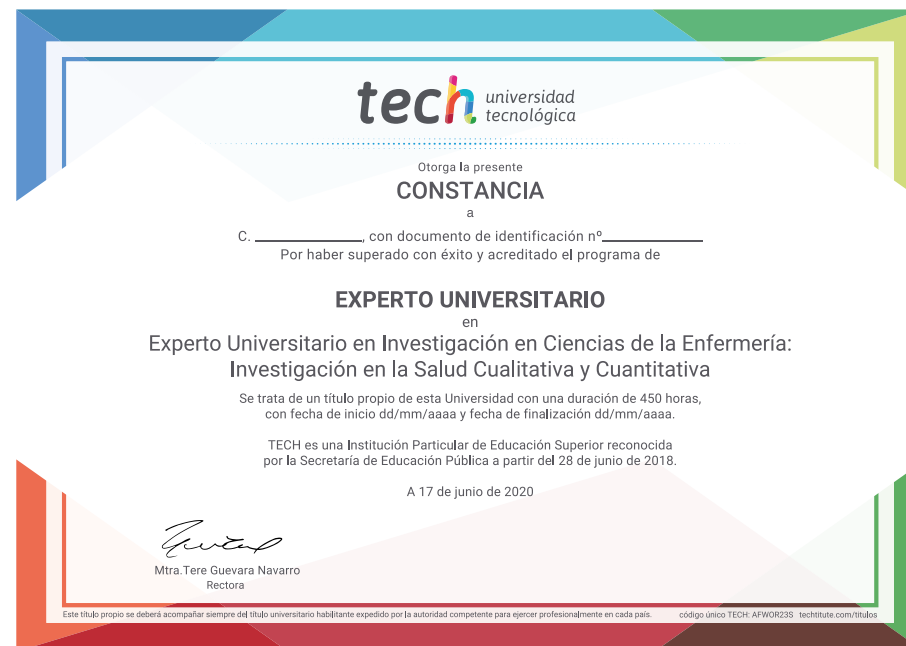 tech universidad
tecnológica
Otorga la presente
CONSTANCIA
a
C. ____________, con documento de identificación nº____________
Por haber superado con éxito y acreditado el programa de
EXPERTO UNIVERSITARIO
en
Experto Universitario en Investigación en Ciencias de la Enfermería:
Investigación en la Salud Cualitativa y Cuantitativa
Se trata de un título propio de esta Universidad con una duración de 450 horas,
con fecha de inicio dd/mm/aaaa y fecha de finalización dd/mm/aaaa.
TECH es una Institución Particular de Educación Superior reconocida
por la Secretaría de Educación Pública a partir del 28 de junio de 2018.
A 17 de junio de 2020
Mtra.Tere Guevara Navarro
Rectora
Este título propio se deberá acompañar siempre del título universitario habilitante expedido por la autoridad competente para ejercer profesionalmente en cada país. código único TECH: AFWOR23S techtitute.com/titulos